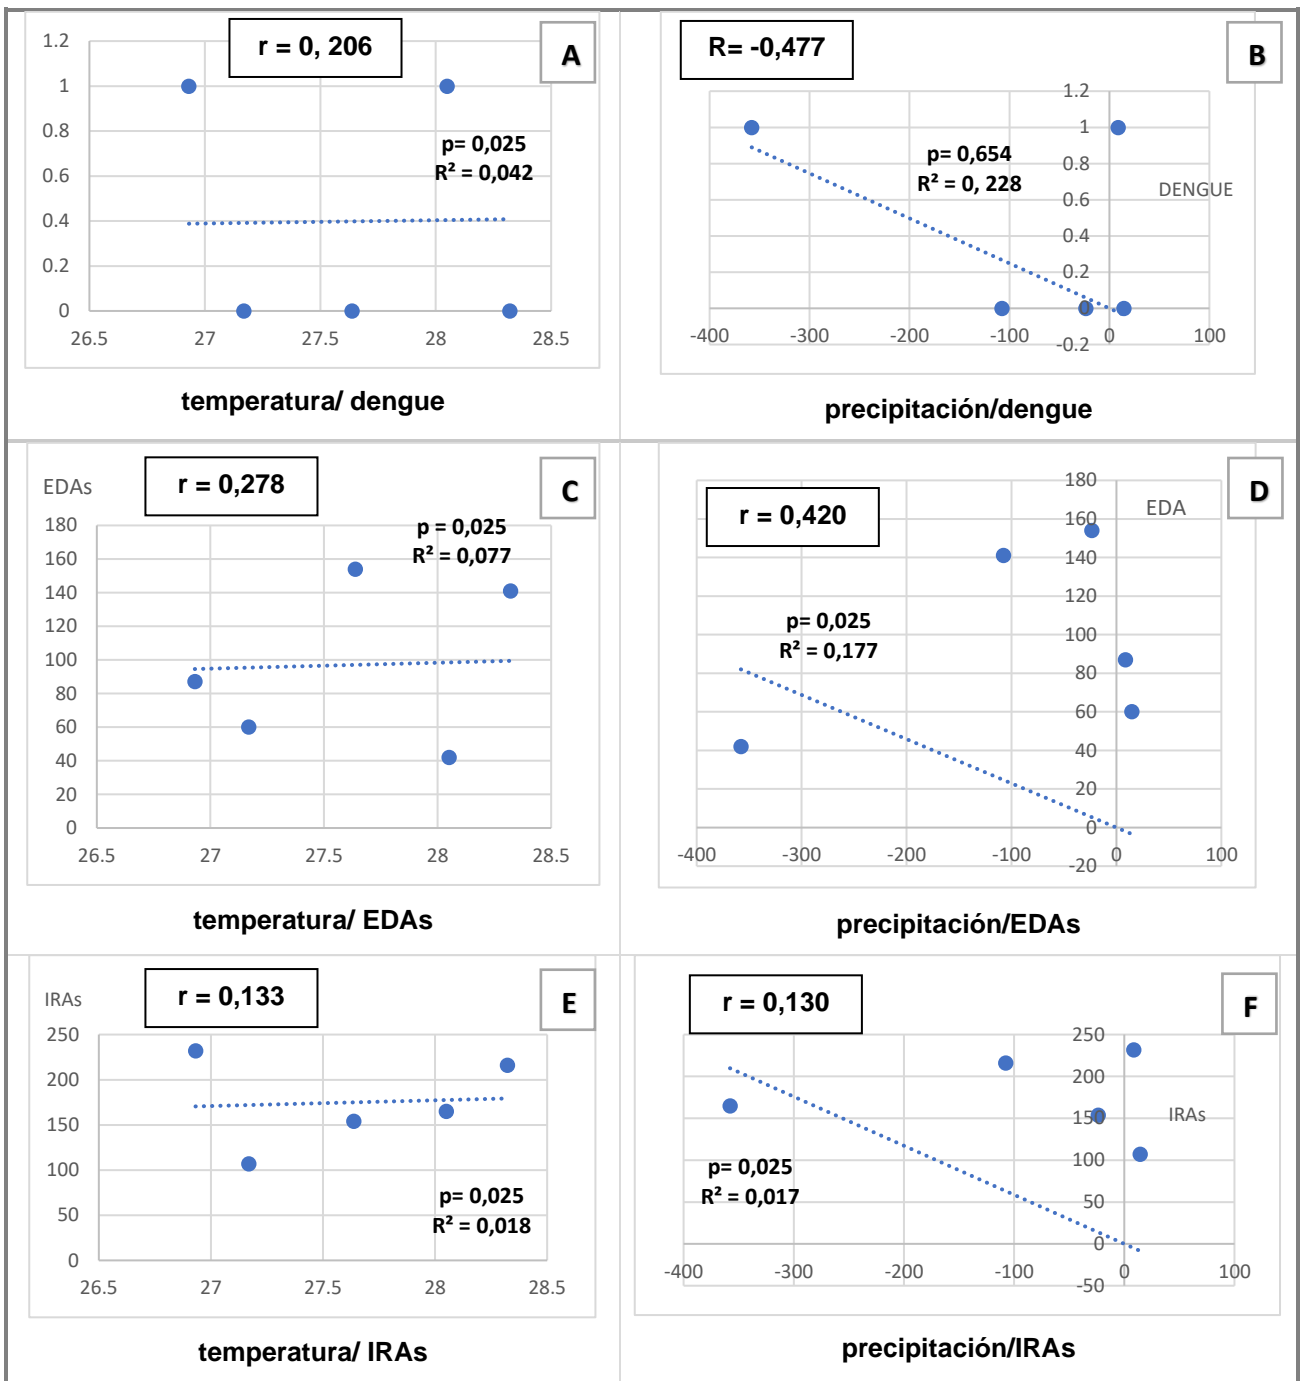 r = 0, 206
A
1.2
1
0.8
0.6
0.4
0.2
0
26.5 27 27.5 28 28.5
p= 0,025
R² = 0,042
temperatura/ dengue
R= -0,477
B
1.2
1
0.8
0.6
0.4
0.2
0
-0.2
-400 -300 -200 -100 0 100
p= 0,654
R² = 0, 228
DENGUE
precipitación/dengue
EDAs
r = 0,278
C
180
160
140
120
100
80
60
40
20
0
26.5 27 27.5 28 28.5
p = 0,025
R² = 0,077
temperatura/ EDAs
r = 0,420
D
180
160
140
120
100
80
60
40
20
0
-20
-400 -300 -200 -100 0 100
EDA
p= 0,025
R² = 0,177
precipitación/EDAs
IRAs
r = 0,133
E
250
200
150
100
50
0
26.5 27 27.5 28 28.5
p= 0,025
R² = 0,018
temperatura/ IRAs
r = 0,130
F
250
200
150
100
50
0
-50
-400 -300 -200 -100 0 100
IRAs
p= 0,025
R² = 0,017
precipitación/IRAs